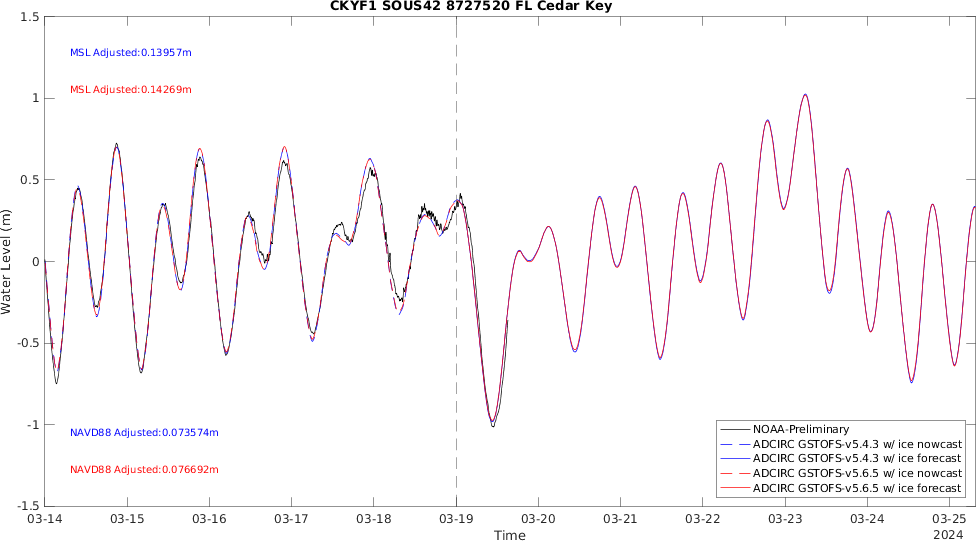 CKYF1 SOUS42 8727520 FL Cedar Key
1.5
1
0.5
0
-0.5
-1
-1.5
Water Level (m)
MSL Adjusted:0.13957m
MSL Adjusted:0.14269m
NAVD88 Adjusted:0.073574m
NAVD88 Adjusted:0.076692m
NOAA-Preliminary
ADCIRC GSTOFS-v5.4.3 w/ ice nowcast
ADCIRC GSTOFS-v5.4.3 w/ ice forecast
ADCIRC GSTOFS-v5.6.5 w/ ice nowcast
ADCIRC GSTOFS-v5.6.5 w/ ice forecast
03-14 03-15 03-16 03-17 03-18 03-19 03-20 03-21 03-22 03-23 03-24 03-25
2024
Time